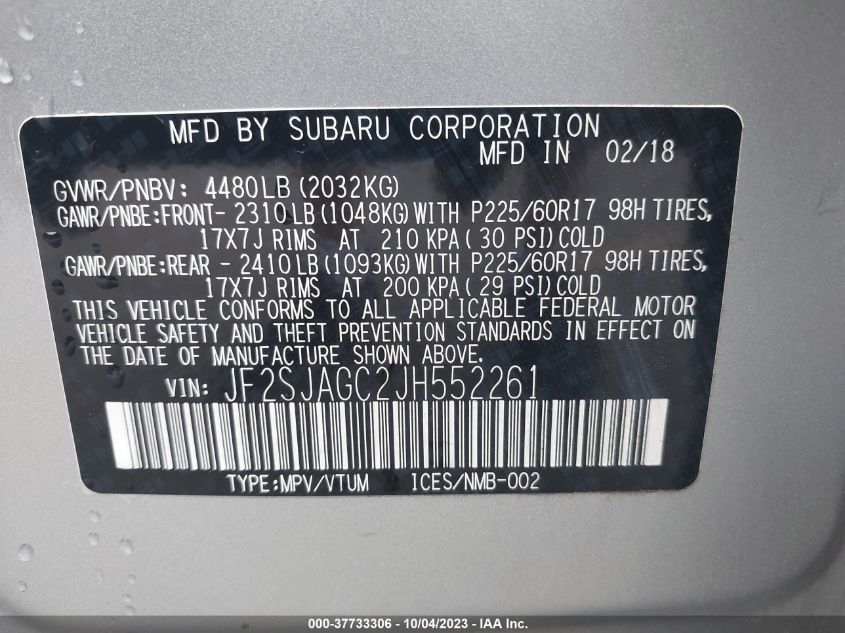 MFD BY SUBARU CORPORATION
MFD IN 02/18
GVWR/PNBV: 4480LB (2032KG)
GAWR/PNBE:FRONT- 2310LB (1048KG) WITH P225/60R17 98H TIRES,
17X7J RIMS AT 210 KPA ( 30 PSI) COLD
GAWR/PNBE:REAR - 2410LB (1093KG) WITH P225/60R17 98H TIRES,
17X7J RIMS AT 200 KPA ( 29 PSI) COLD
THIS VEHICLE CONFORMS TO ALL APPLICABLE FEDERAL MOTOR
VEHICLE SAFETY AND THEFT PREVENTION STANDARDS IN EFFECT ON
THE DATE OF MANUFACTURE SHOWN ABOVE.
VIN: JF2SJAGC2JH552261
TYPE:MPV/VTUM ICES/NMB-002
000-37733306 - 10/04/2023 - IAA Inc.